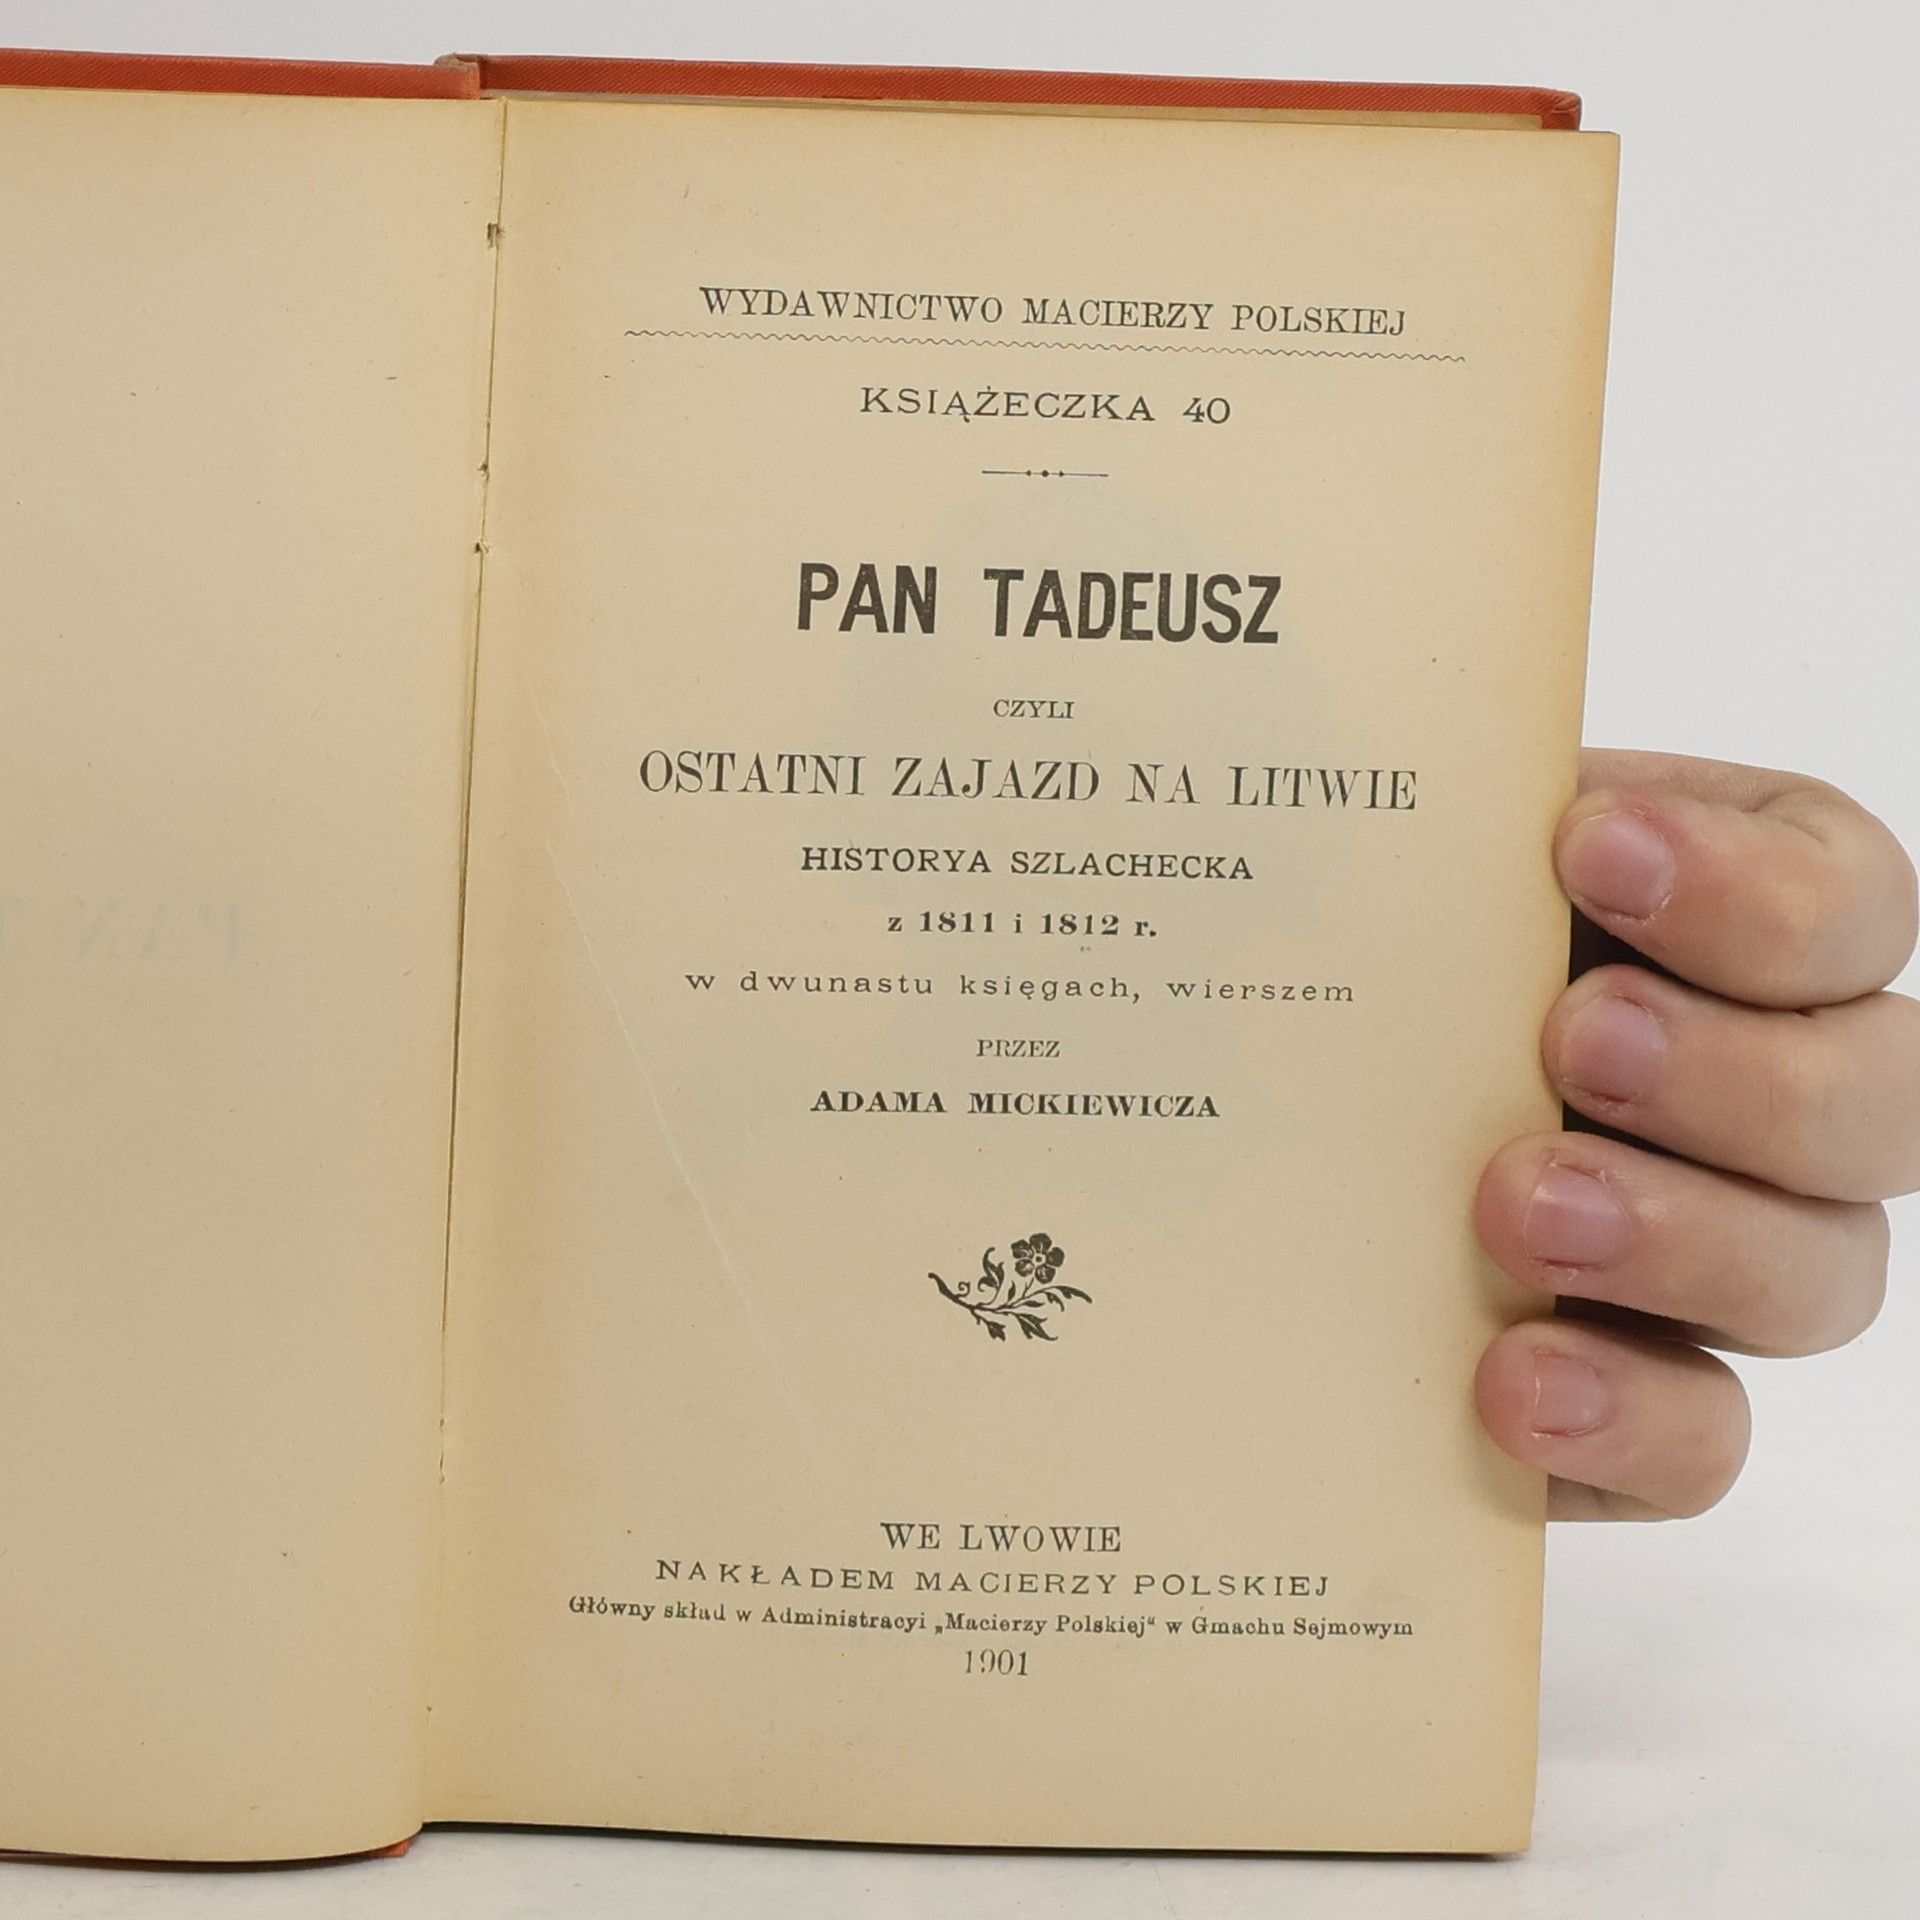 WYDAWNICTWO MACIERZY POLSKIEJ
KSIĄŻECZKA 40
PAN TADEUSZ
CZYLI
OSTATNI ZAJAZD NA LITWIE
HISTORYA SZLACHECKA
z 1811 i 1812 r.
w dwunastu księgach, wierszem
PRZEZ
ADAMA MICKIEWICZA
WE LWOWIE
NAKŁADEM MACIERZY POLSKIEJ
Główny skład w Administracyi „Macierzy Polskiej“ w Gmachu Sejmowym
1901